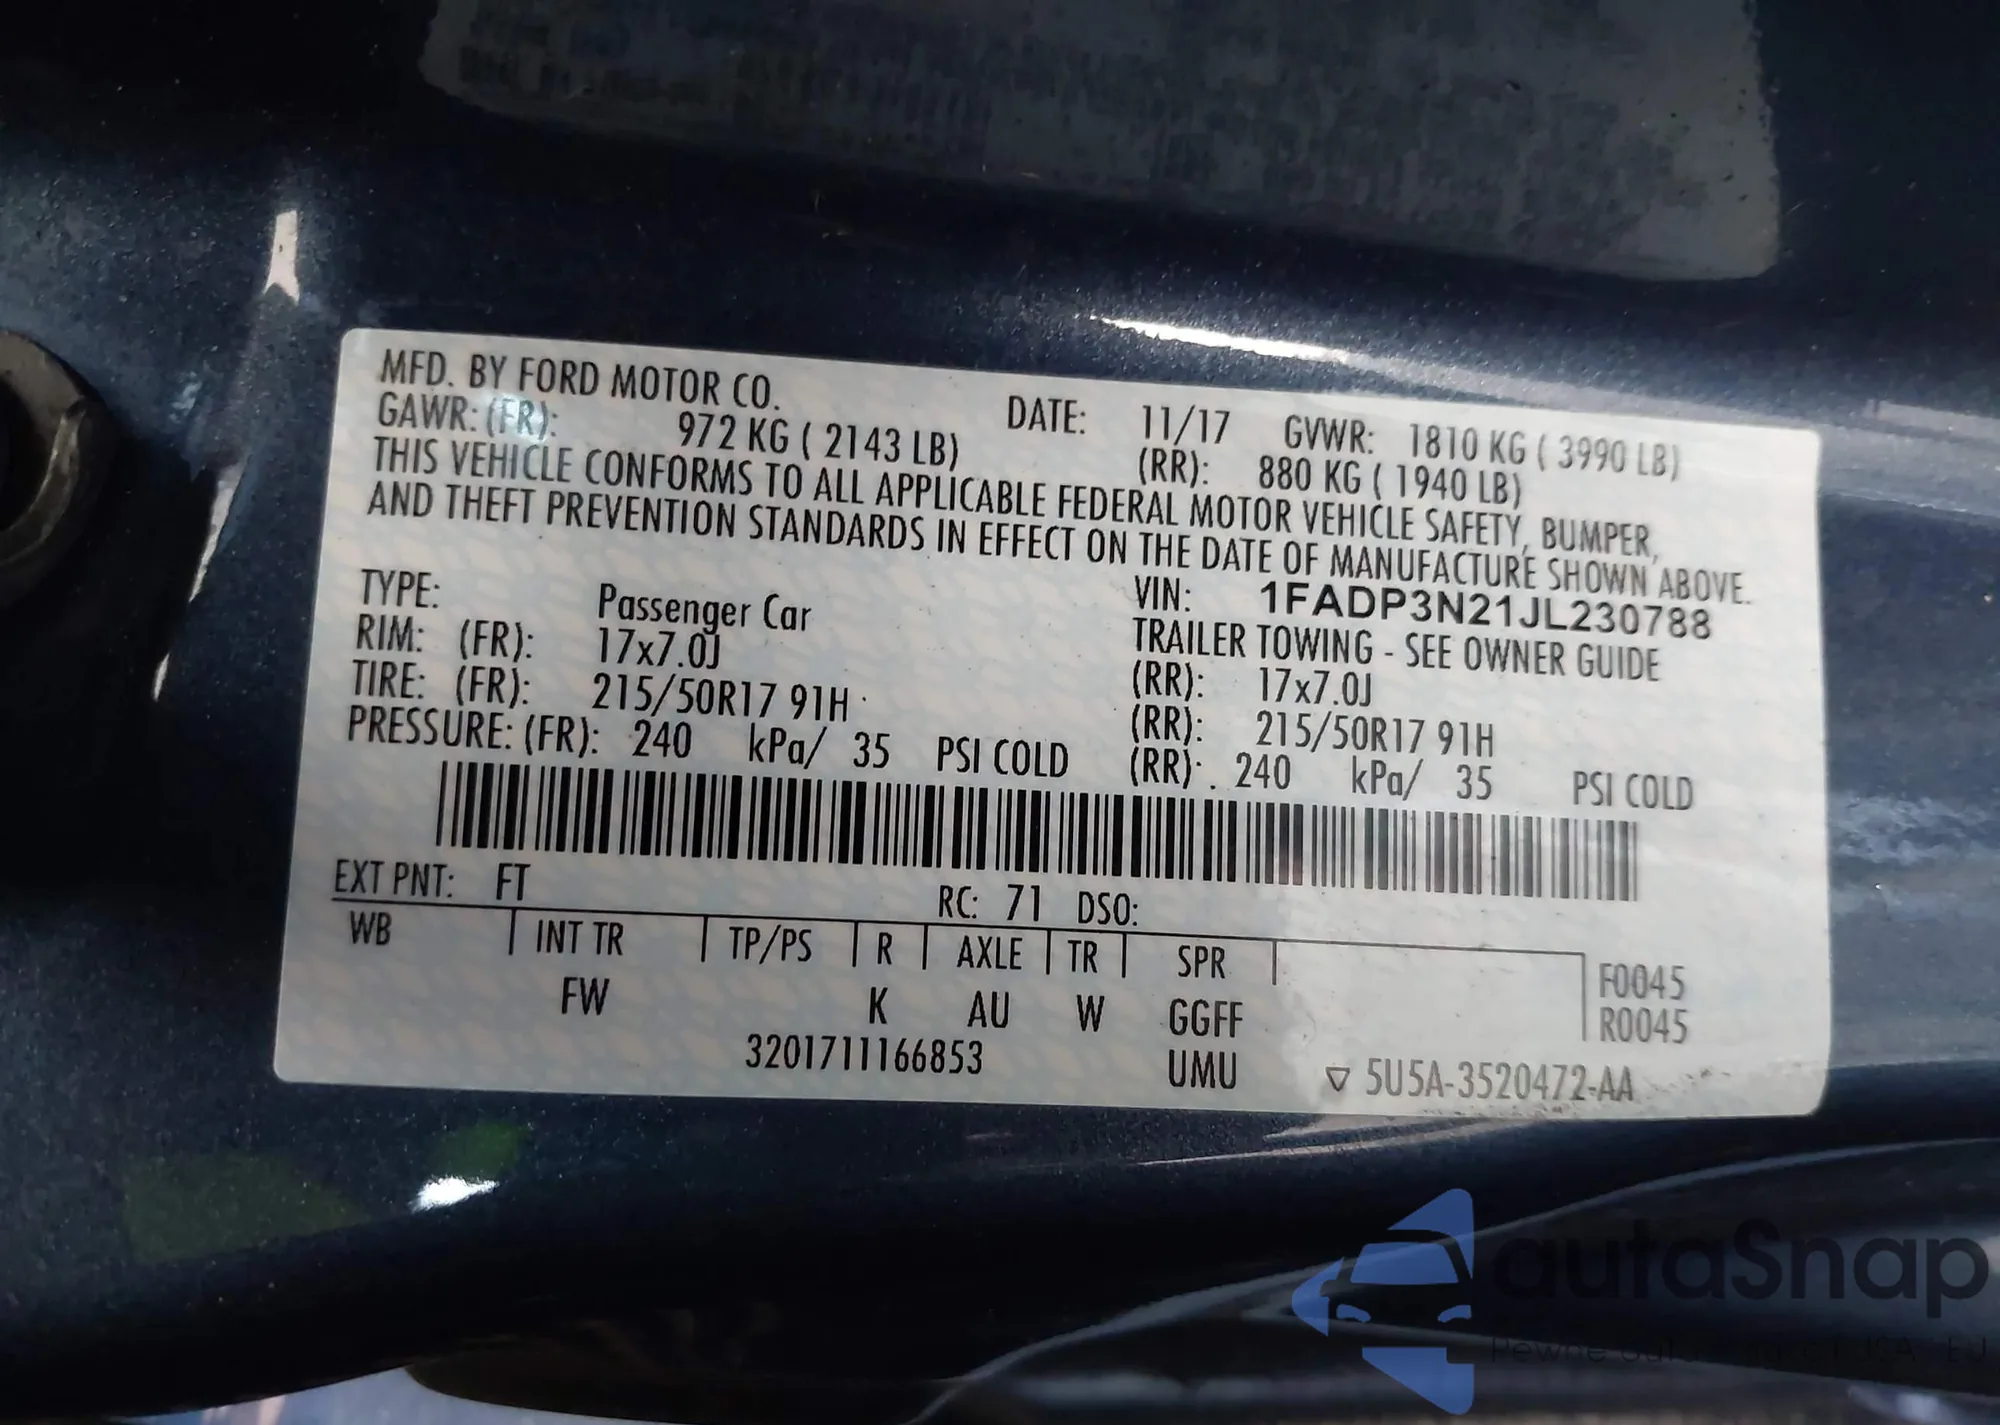 MFD. BY FORD MOTOR CO.
DATE: 11/17 GVWR: 1810 KG ( 3990 LB)
GAWR: (FR): 972 KG ( 2143 LB) (RR): 880 KG ( 1940 LB)
THIS VEHICLE CONFORMS TO ALL APPLICABLE FEDERAL MOTOR VEHICLE SAFETY, BUMPER,
AND THEFT PREVENTION STANDARDS IN EFFECT ON THE DATE OF MANUFACTURE SHOWN ABOVE.
VIN: 1FADP3N21JL230788
TYPE: Passenger Car TRAILER TOWING - SEE OWNER GUIDE
RIM: (FR): 17x7.0J (RR): 17x7.0J
TIRE: (FR): 215/50R17 91H (RR): 215/50R17 91H
PRESSURE: (FR): 240 kPa/ 35 PSI COLD (RR): 240 kPa/ 35 PSI COLD
EXT PNT: FT RC: 71 DSO:
WB INT TR TP/PS R AXLE TR SPR F0045
FW K AU W GGFF R0045
3201711166853 UMU ▽ 5U5A-3520472-AA
autaSnap